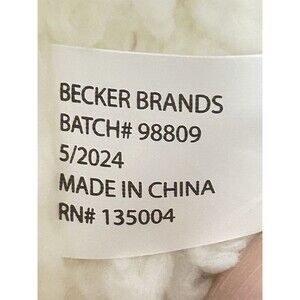 BECKER BRANDS
BATCH# 98809
5/2024
MADE IN CHINA
RN# 135004